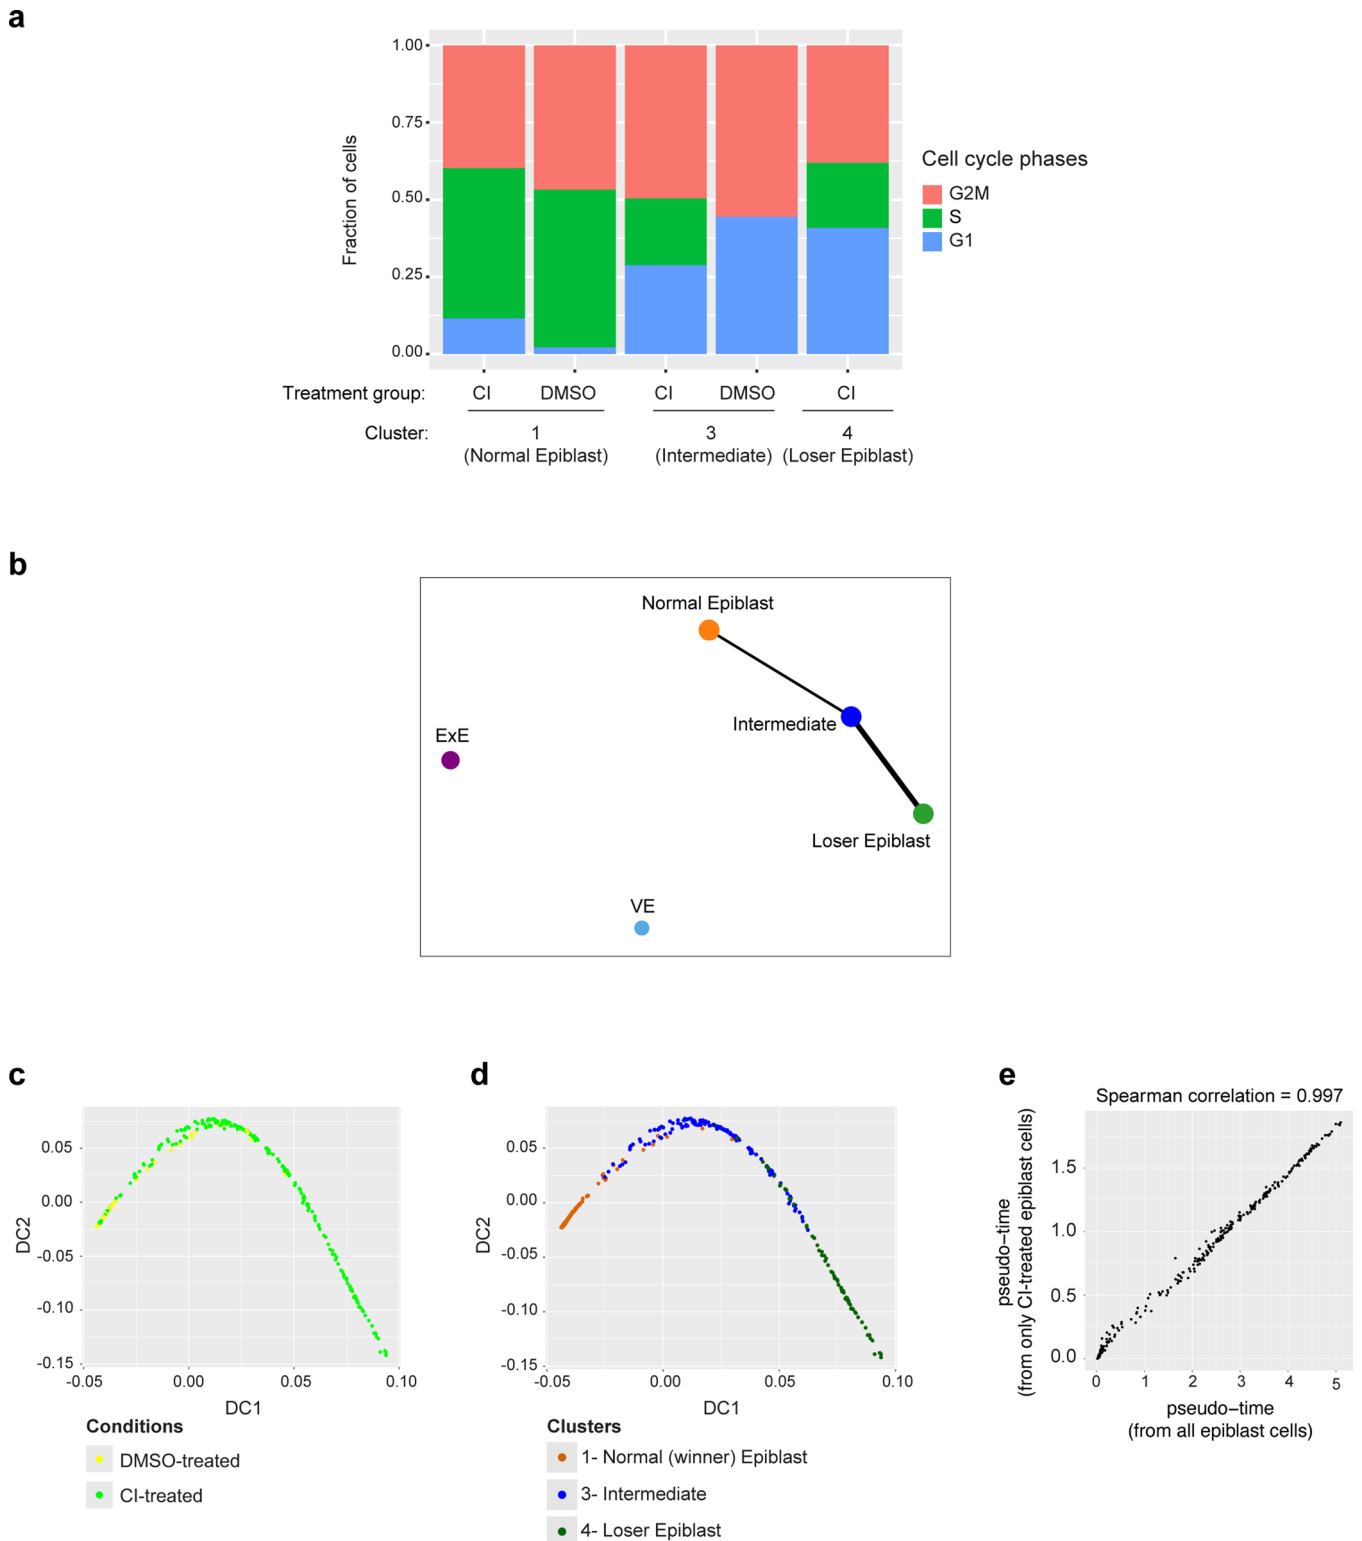 a
1.00
0.75
0.50
0.25
0.00
Fraction of cells
Cell cycle phases
G2M
S
G1
Treatment group: CI DMSO CI DMSO CI
Cluster: 1 3 4
(Normal Epiblast) (Intermediate) (Loser Epiblast)
b
Normal Epiblast
Intermediate
ExE
Loser Epiblast
VE
c
0.05
0.00
-0.05
-0.10
-0.15
DC2
-0.05 0.00 0.05 0.10
DC1
Conditions
DMSO-treated
CI-treated
d
0.05
0.00
-0.05
-0.10
-0.15
DC2
-0.05 0.00 0.05 0.10
DC1
Clusters
1- Normal (winner) Epiblast
3- Intermediate
4- Loser Epiblast
e
Spearman correlation = 0.997
pseudo−time
(from only CI-treated epiblast cells)
1.5
1.0
0.5
0.0
0 1 2 3 4 5
pseudo−time
(from all epiblast cells)